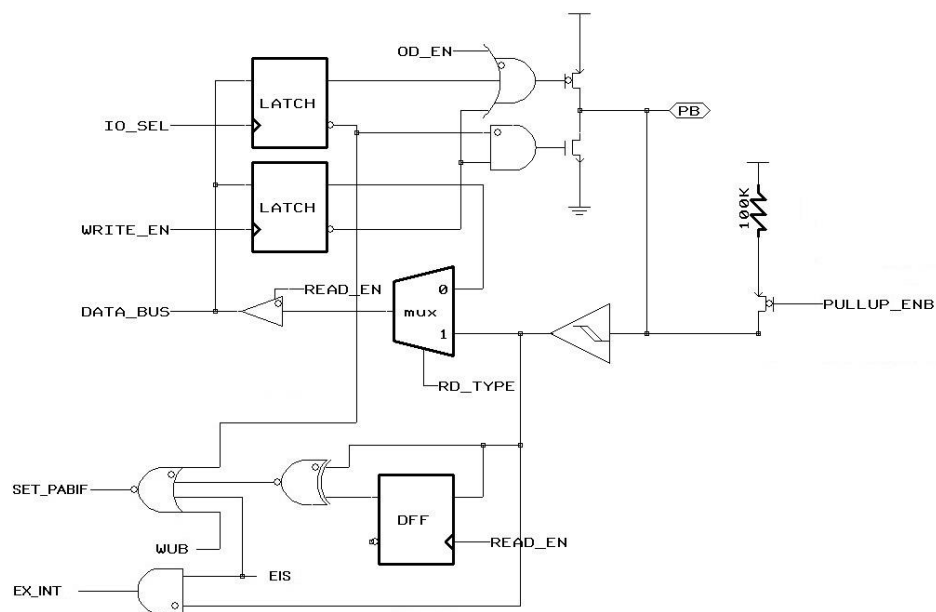 OD_EN
LATCH
IO_SEL
PB
LATCH
WRITE_EN
100K
READ_EN
DATA_BUS
0
mux
1
PULLUP_ENB
RD_TYPE
SET_PABIF
DFF
READ_EN
WUB
EX_INT
EIS